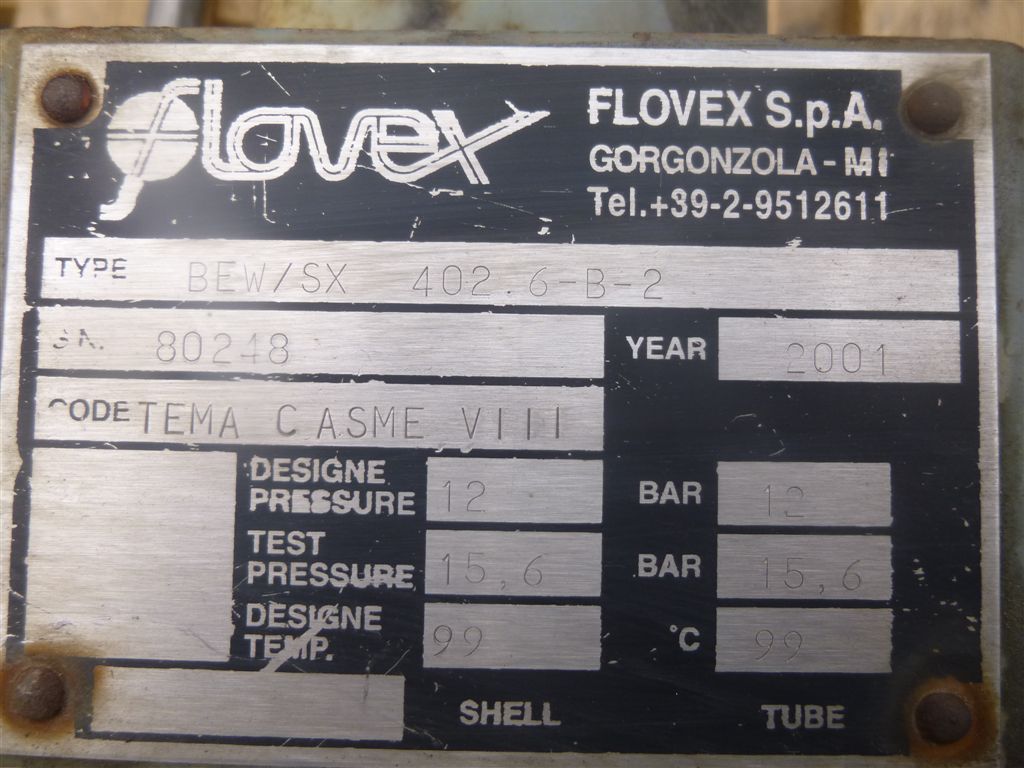 flovex
FLOVEX S.p.A.
GORGONZOLA - MI
Tel.+39-2-9512611
TYPE BEW/SX 402.6-B-2
S.N. 80248 YEAR 2001
CODE TEMA C ASME VIII
DESIGNE
PRESSURE 12 BAR 12
TEST
PRESSURE 15,6 BAR 15,6
DESIGNE
TEMP. 99 °C 99
SHELL TUBE